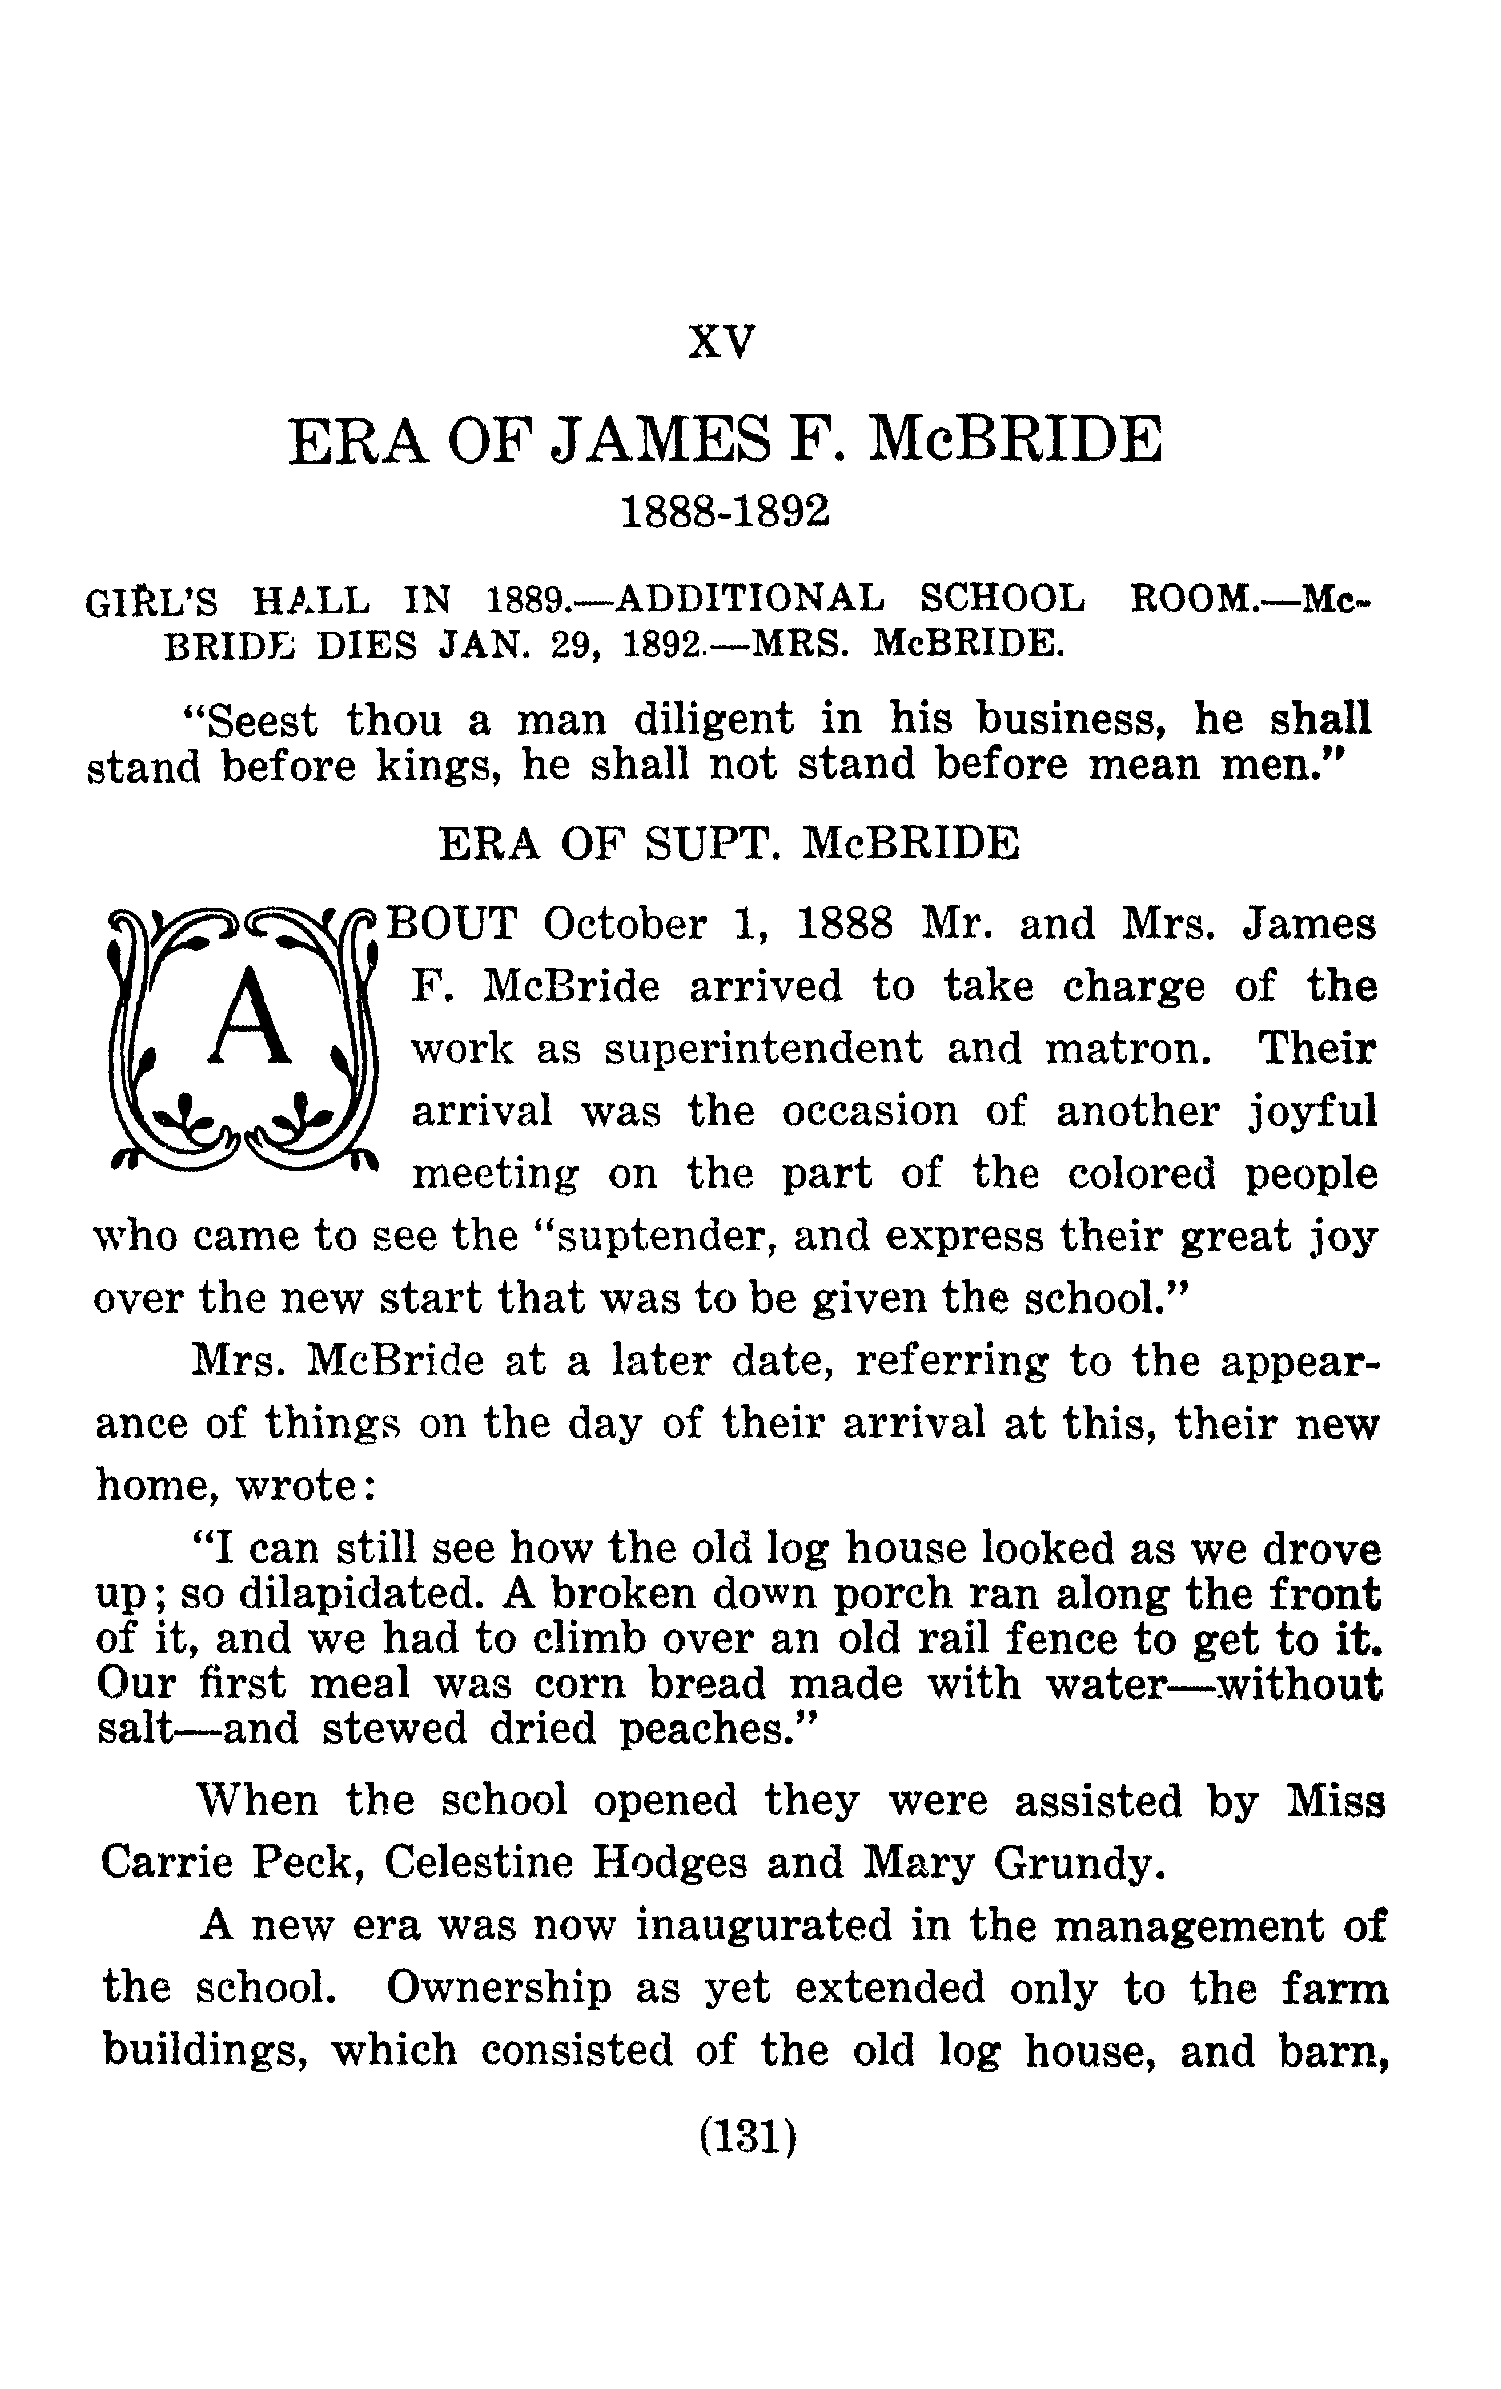 XV
ERA OF JAMES F. McBRIDE
1888-1892
GIRL'S HALL IN 1889.—ADDITIONAL SCHOOL ROOM.—Mc-
BRIDE DIES JAN. 29, 1892.—MRS. McBRIDE.
"Seest thou a man diligent in his business, he shall
stand before kings, he shall not stand before mean men."
ERA OF SUPT. McBRIDE
ABOUT October 1, 1888 Mr. and Mrs. James
F. McBride arrived to take charge of the
work as superintendent and matron. Their
arrival was the occasion of another joyful
meeting on the part of the colored people
who came to see the "suptender, and express their great joy
over the new start that was to be given the school."
Mrs. McBride at a later date, referring to the appear-
ance of things on the day of their arrival at this, their new
home, wrote:
"I can still see how the old log house looked as we drove
up; so dilapidated. A broken down porch ran along the front
of it, and we had to climb over an old rail fence to get to it.
Our first meal was corn bread made with water—without
salt—and stewed dried peaches."
When the school opened they were assisted by Miss
Carrie Peck, Celestine Hodges and Mary Grundy.
A new era was now inaugurated in the management of
the school. Ownership as yet extended only to the farm
buildings, which consisted of the old log house, and barn,
(131)